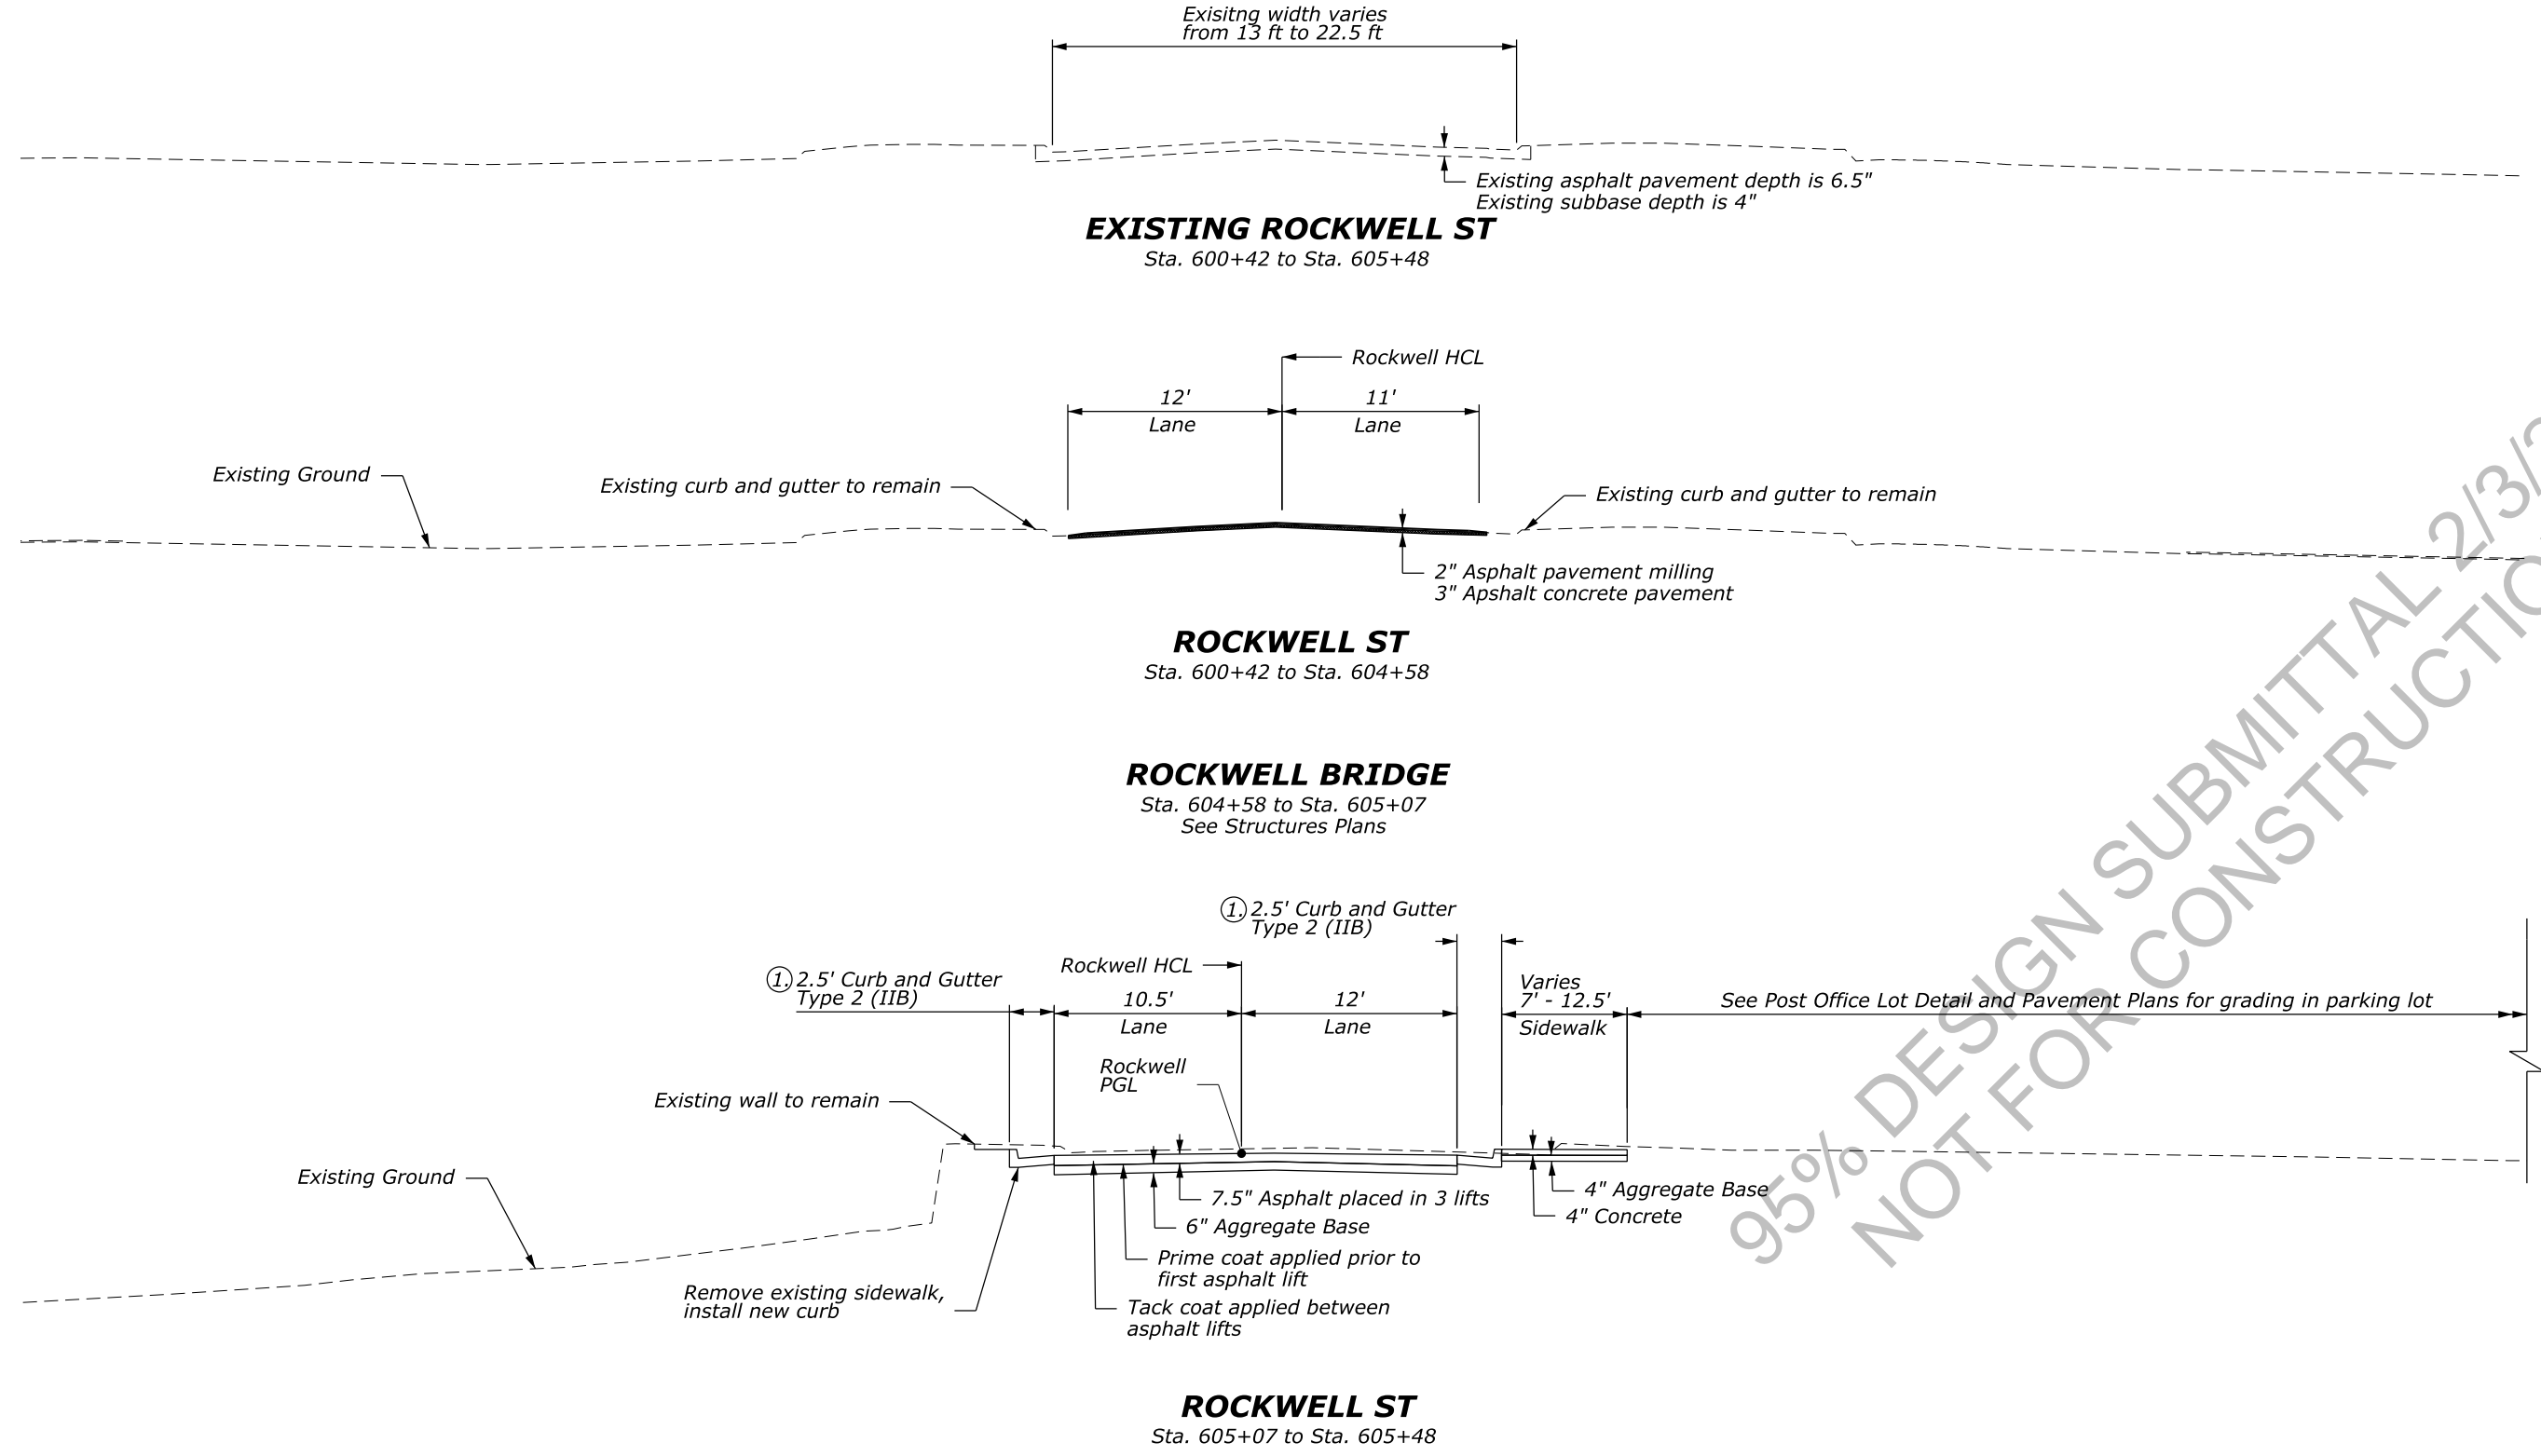 Exisitng width varies
from 13 ft to 22.5 ft
Existing asphalt pavement depth is 6.5"
Existing subbase depth is 4"
EXISTING ROCKWELL ST
Sta. 600+42 to Sta. 605+48
Rockwell HCL
12'
Lane
11'
Lane
Existing Ground
Existing curb and gutter to remain
Existing curb and gutter to remain
2" Asphalt pavement milling
3" Apshalt concrete pavement
ROCKWELL ST
Sta. 600+42 to Sta. 604+58
ROCKWELL BRIDGE
Sta. 604+58 to Sta. 605+07
See Structures Plans
1. 2.5' Curb and Gutter
Type 2 (IIB)
Rockwell HCL
1. 2.5' Curb and Gutter
Type 2 (IIB)
10.5'
Lane
12'
Lane
Varies
7' - 12.5'
Sidewalk
See Post Office Lot Detail and Pavement Plans for grading in parking lot
Rockwell
PGL
Existing wall to remain
Existing Ground
7.5" Asphalt placed in 3 lifts
6" Aggregate Base
4" Aggregate Base
4" Concrete
Prime coat applied prior to
first asphalt lift
Remove existing sidewalk,
install new curb
Tack coat applied between
asphalt lifts
ROCKWELL ST
Sta. 605+07 to Sta. 605+48
95% DESIGN SUBMITTAL 2/3/
NOT FOR CONSTRUCTIO